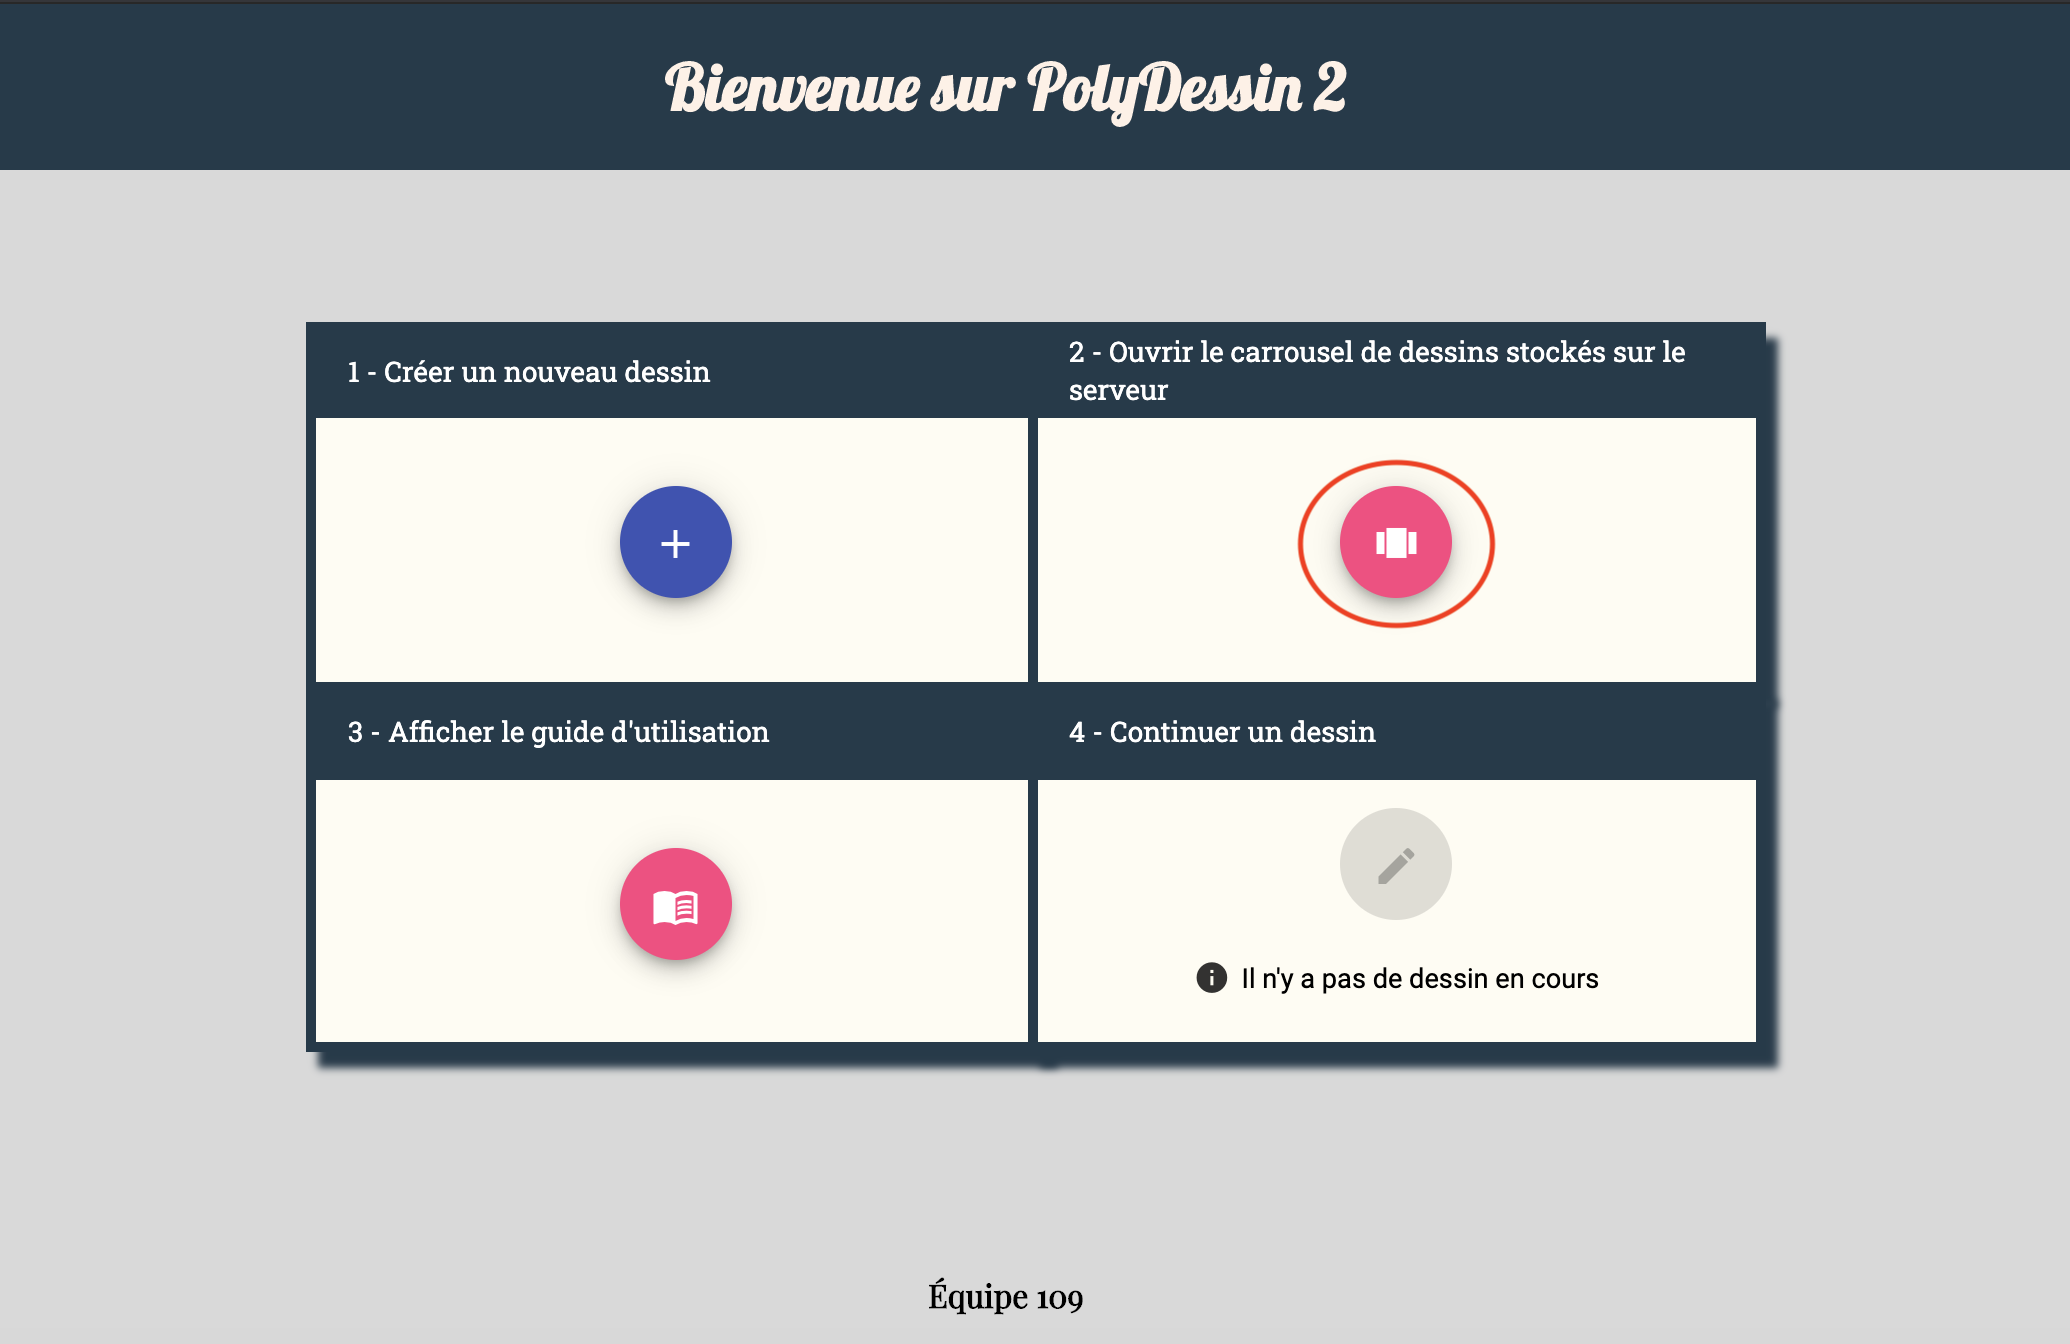 Bienvenue sur PolyDessin 2
1 - Créer un nouveau dessin
2 - Ouvrir le carrousel de dessins stockés sur le
serveur
3 - Afficher le guide d'utilisation
4 - Continuer un dessin
Il n'y a pas de dessin en cours
Équipe 109